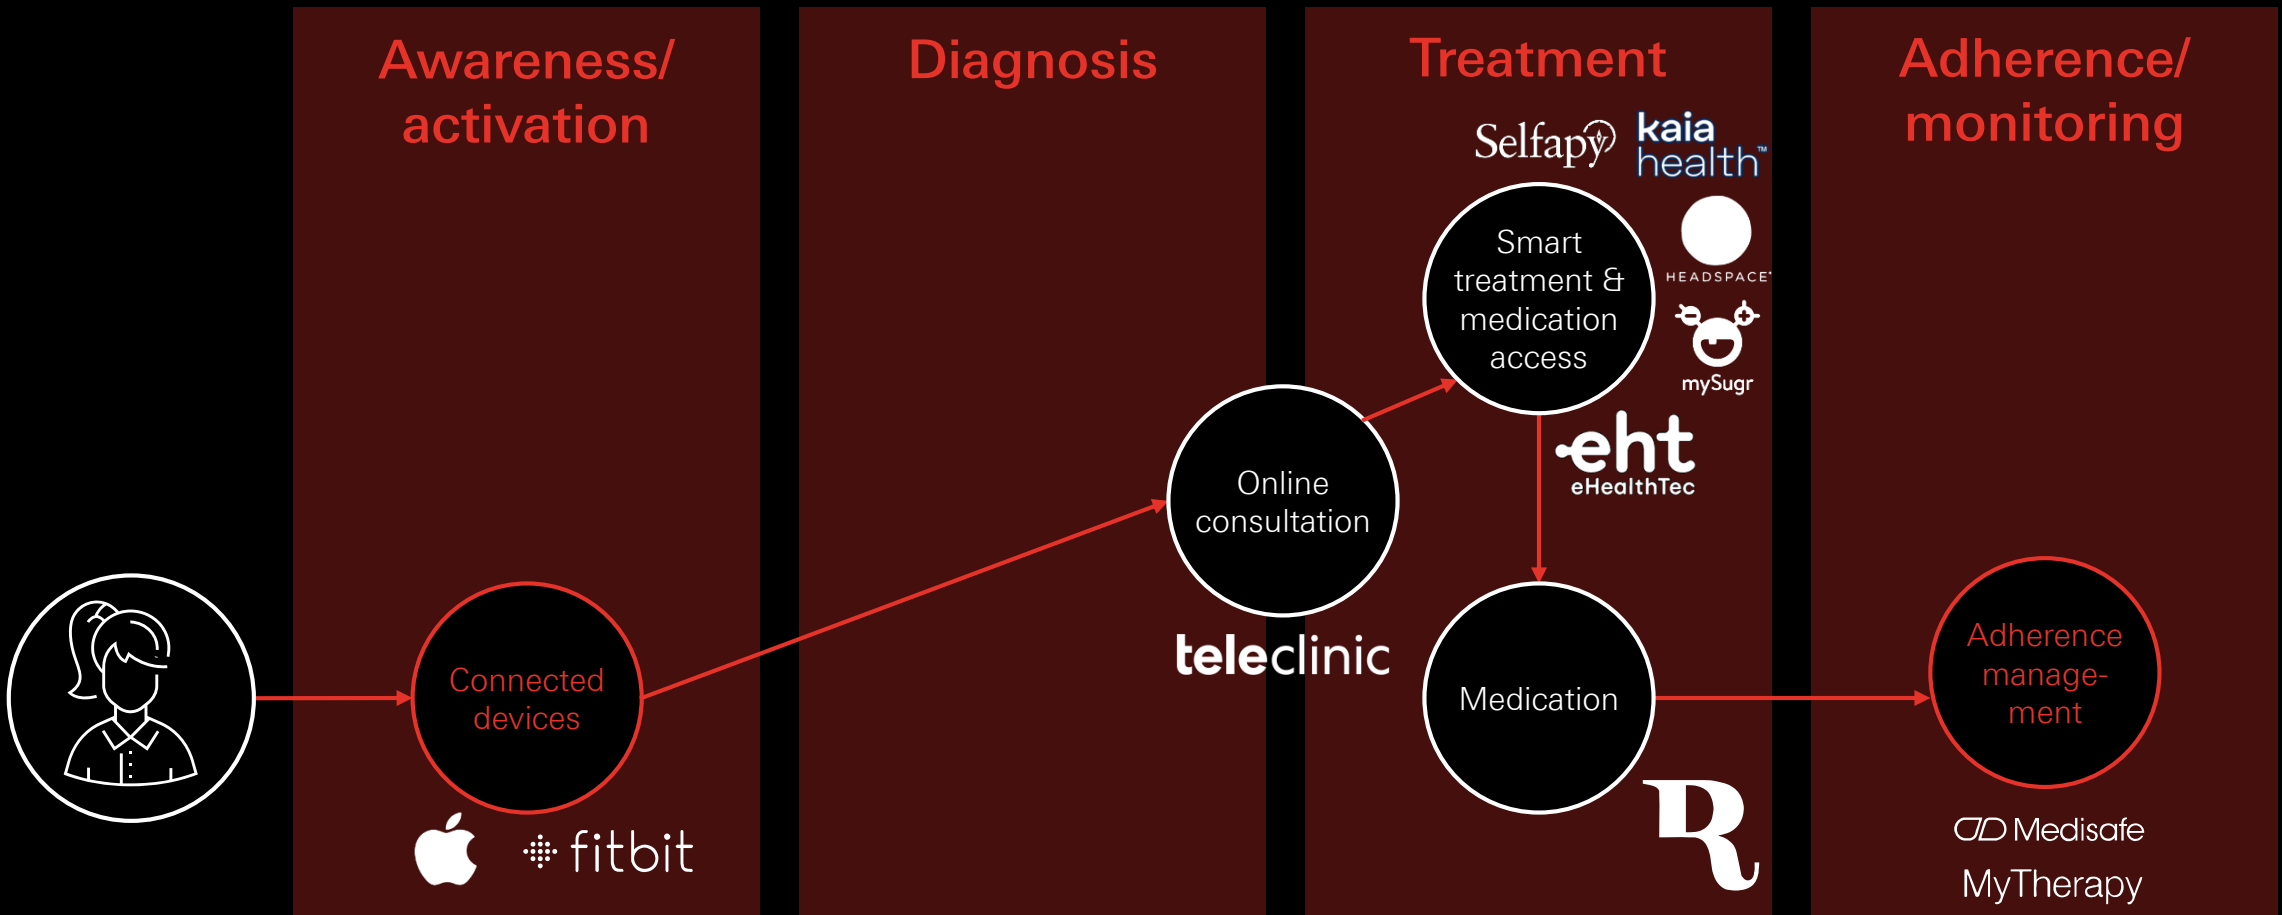 Awareness/
activation
Diagnosis
Treatment
Adherence/
monitoring
Selfapy
kaia
health™
Smart
treatment &
medication
access
HEADSPACE
mySugr
eht
eHealthTec
Online
consultation
teleclinic
Connected
devices
Medication
Adherence
manage-
ment
fitbit
R
Medisafe
MyTherapy